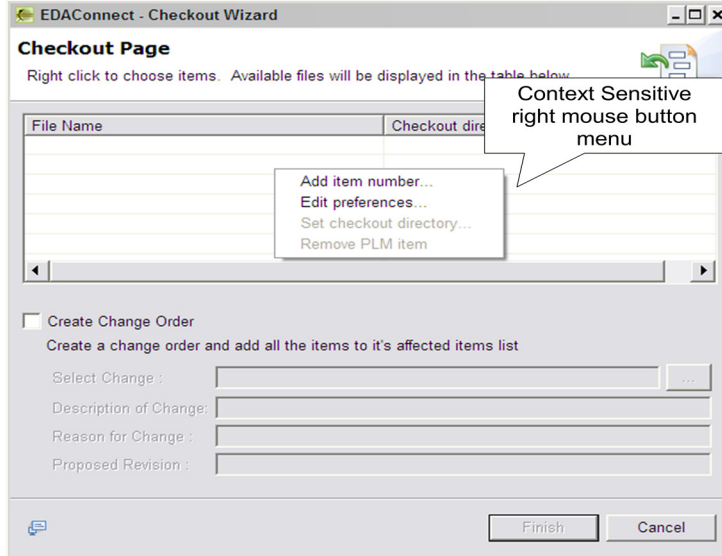 EDAConnect - Checkout Wizard
Checkout Page
Right click to choose items. Available files will be displayed in the table below
Context Sensitive
right mouse button
menu
File Name
Checkout dire
Add item number...
Edit preferences...
Set checkout directory...
Remove PLM item
Create Change Order
Create a change order and add all the items to it's affected items list
Select Change :
...
Description of Change:
Reason for Change :
Proposed Revision :
Finish
Cancel